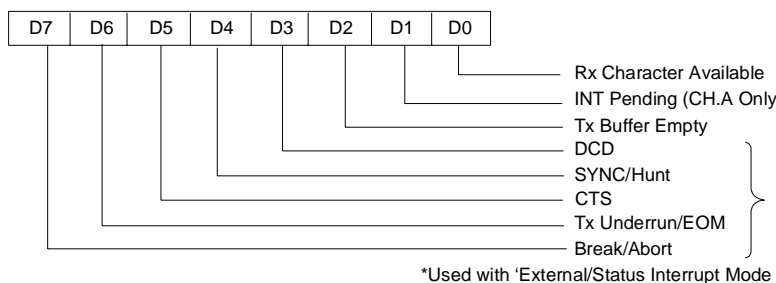 D7 D6 D5 D4 D3 D2 D1 D0
Rx Character Available
INT Pending (CH.A Only
Tx Buffer Empty
DCD
SYNC/Hunt
CTS
Tx Underrun/EOM
Break/Abort
*Used with ‘External/Status Interrupt Mode